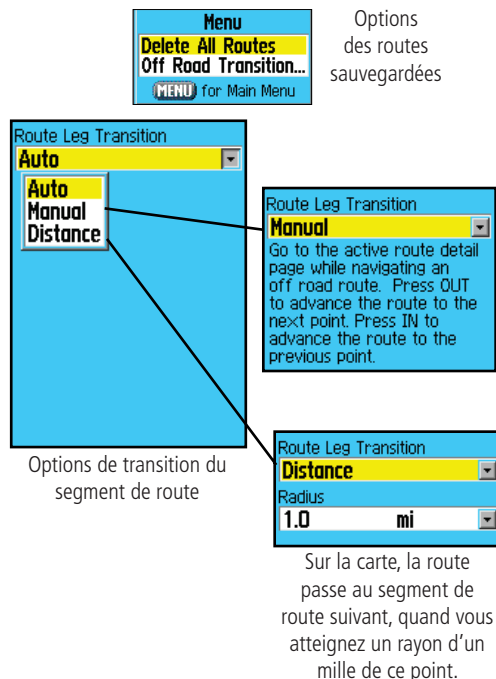 Menu
Delete All Routes
Off Road Transition...
MENU for Main Menu
Options
des routes
sauvegardées
Route Leg Transition
Auto
Auto
Manual
Distance
Options de transition du
segment de route
Route Leg Transition
Manual
Go to the active route detail
page while navigating an
off road route. Press OUT
to advance the route to the
next point. Press IN to
advance the route to the
previous point.
Route Leg Transition
Distance
Radius
1.0 mi
Sur la carte, la route
passe au segment de
route suivant, quand vous
atteignez un rayon d'un
mille de ce point.